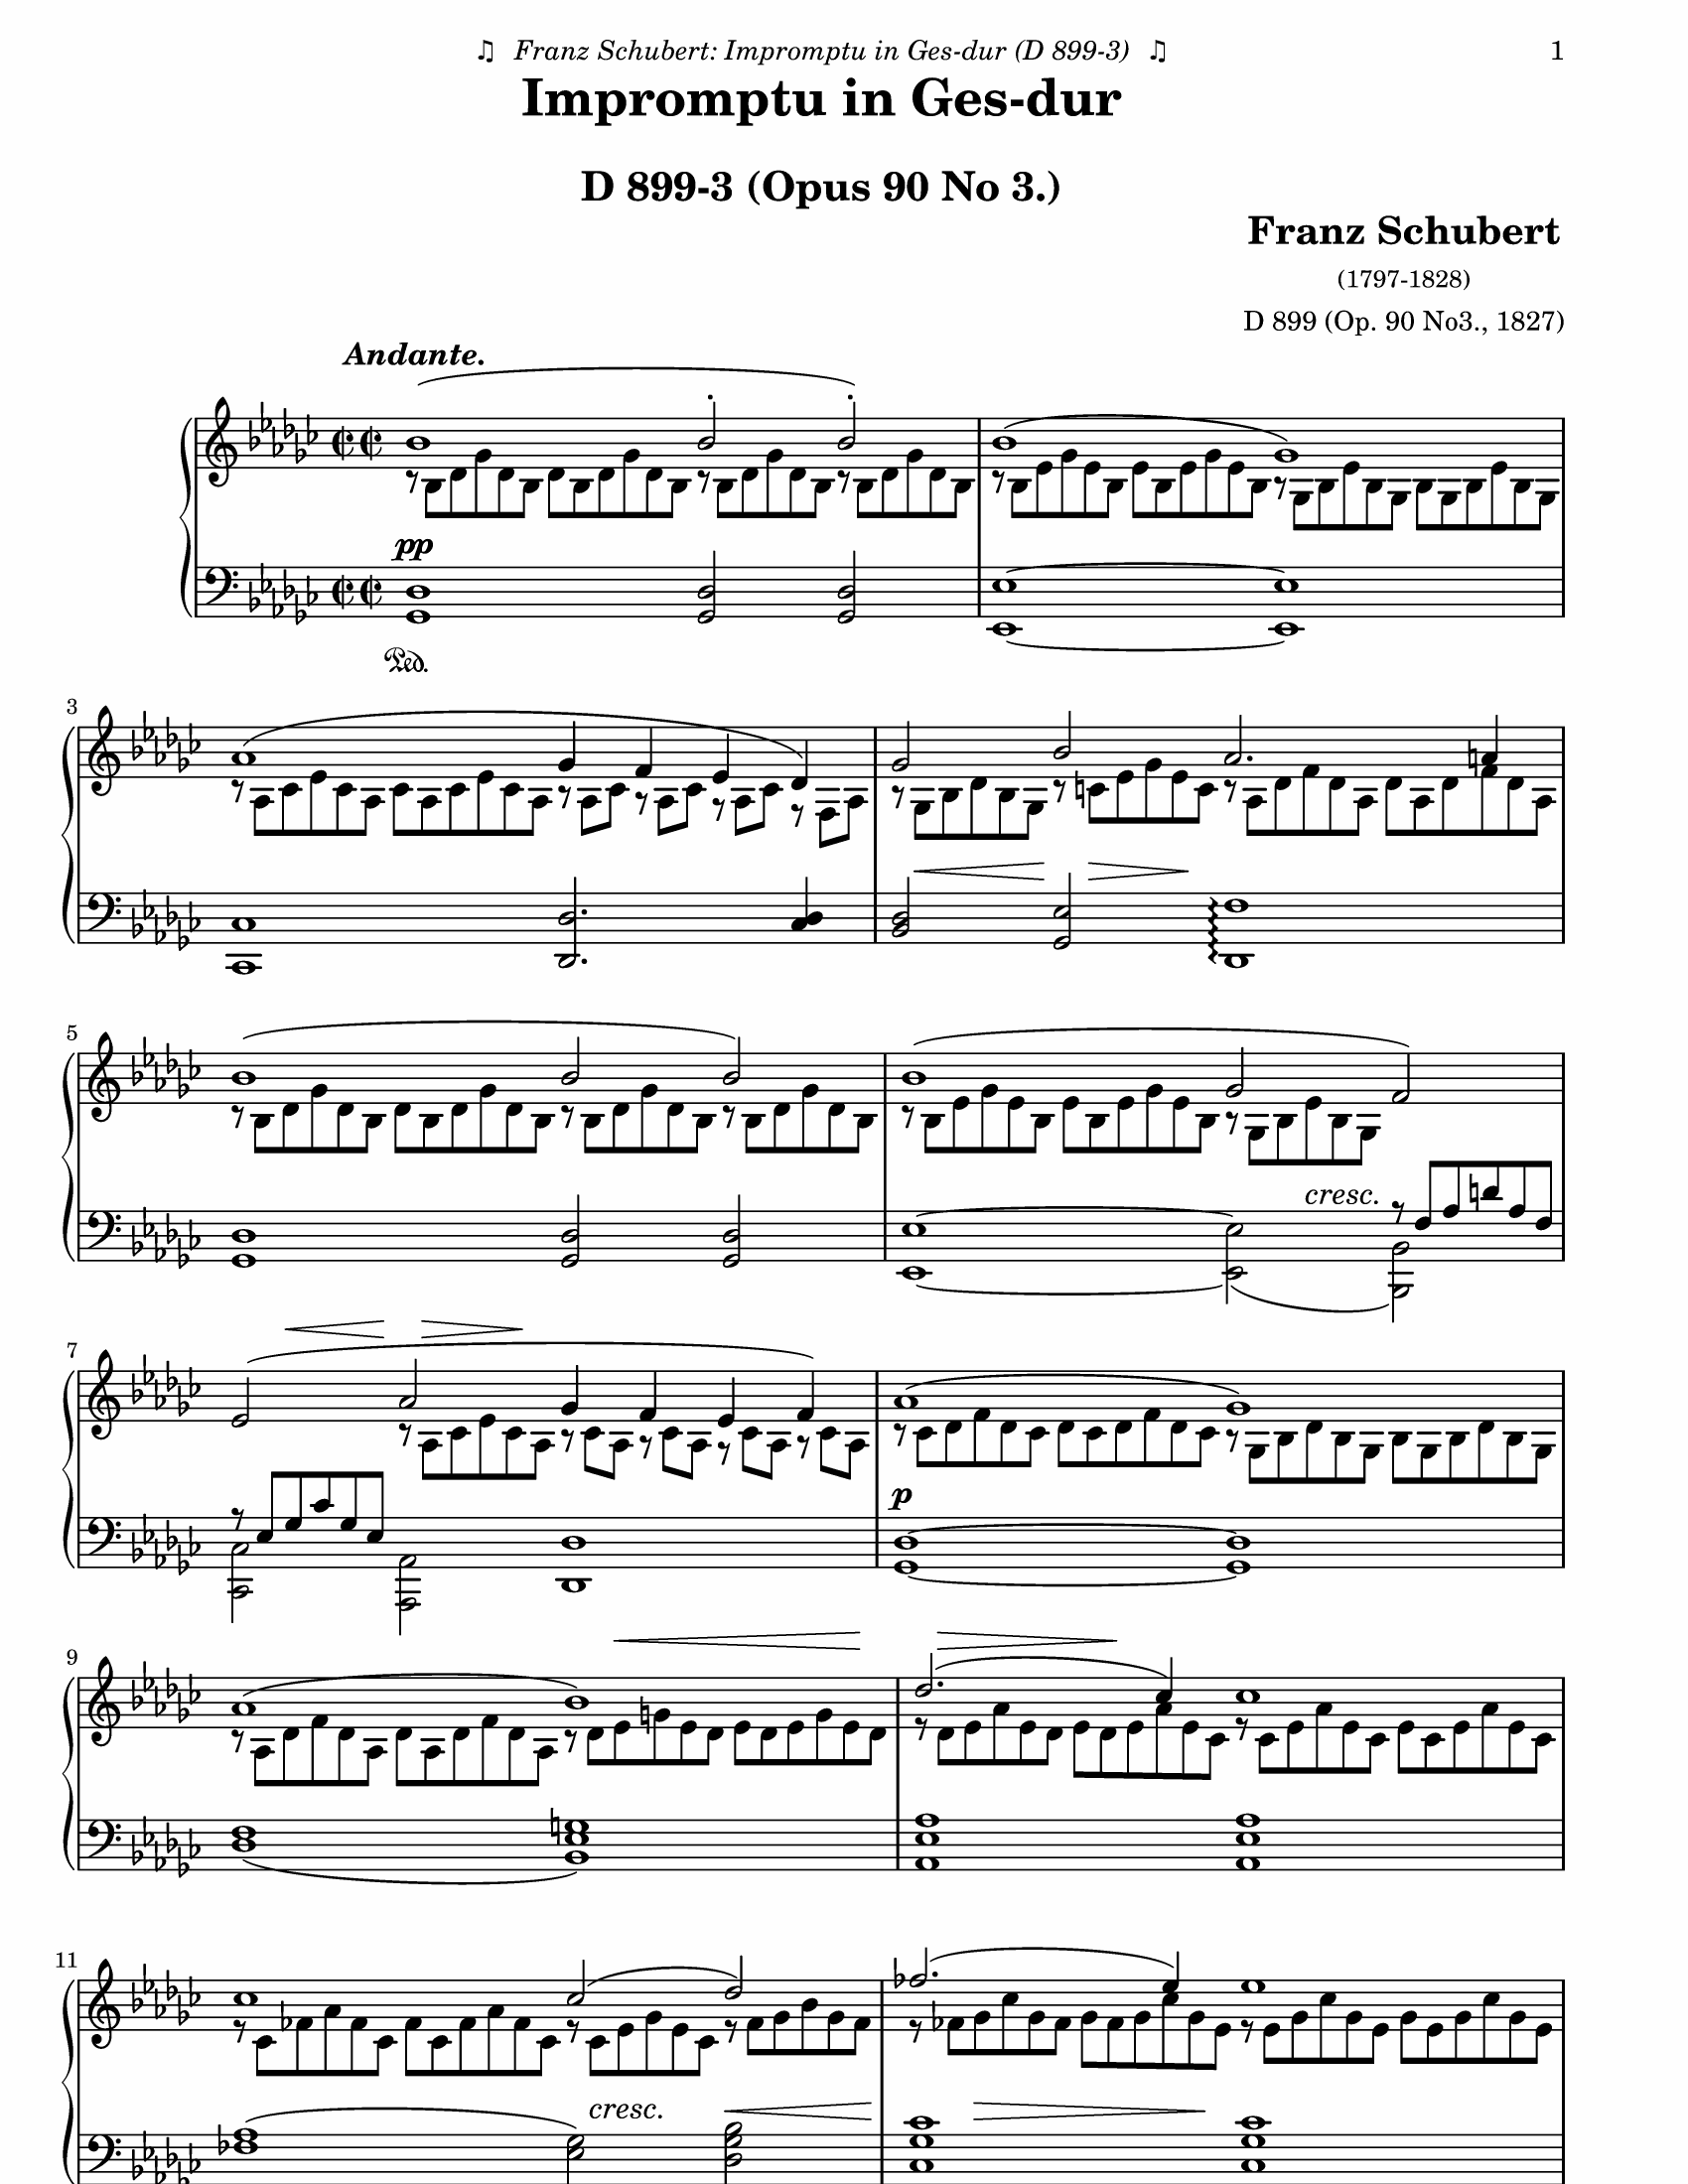 ♫ Franz Schubert: Impromptu in Ges-dur (D 899-3) ♫ 1
Impromptu in Ges-dur
D 899-3 (Opus 90 No 3.)
Franz Schubert
(1797-1828)
D 899 (Op. 90 No3., 1827)
Andante.
pp
Ped.
3
5
cresc.
7
p
9
11
cresc.